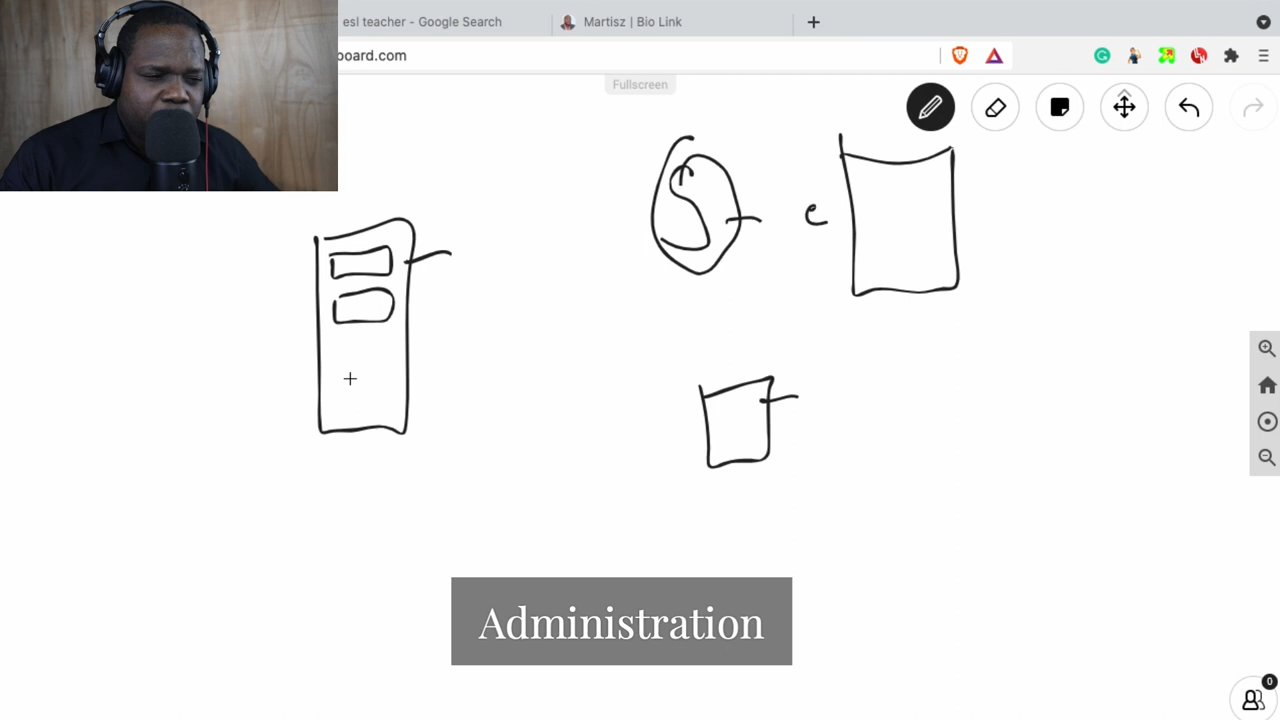 esl teacher - Google Search
Martisz | Bio Link
board.com
Fullscreen
S
e
Administration
0